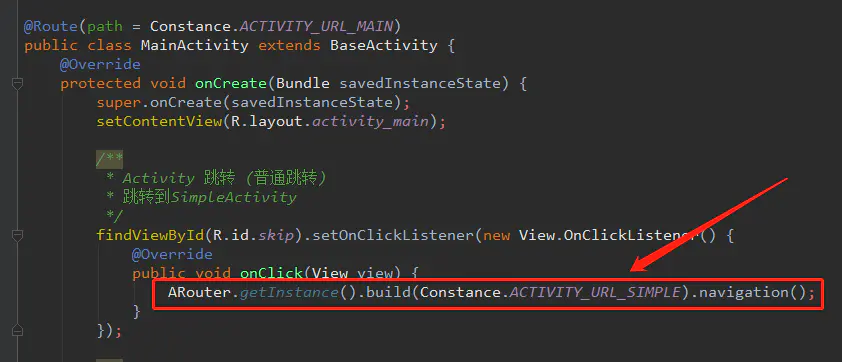 @Route(path = Constance.ACTIVITY_URL_MAIN)
public class MainActivity extends BaseActivity {
    @Override
    protected void onCreate(Bundle savedInstanceState) {
        super.onCreate(savedInstanceState);
        setContentView(R.layout.activity_main);

        /**
         * Activity 跳转 (普通跳转)
         * 跳转到SimpleActivity
         */
        findViewById(R.id.skip).setOnClickListener(new View.OnClickListener() {
            @Override
            public void onClick(View view) {
                ARouter.getInstance().build(Constance.ACTIVITY_URL_SIMPLE).navigation();
            }
        });